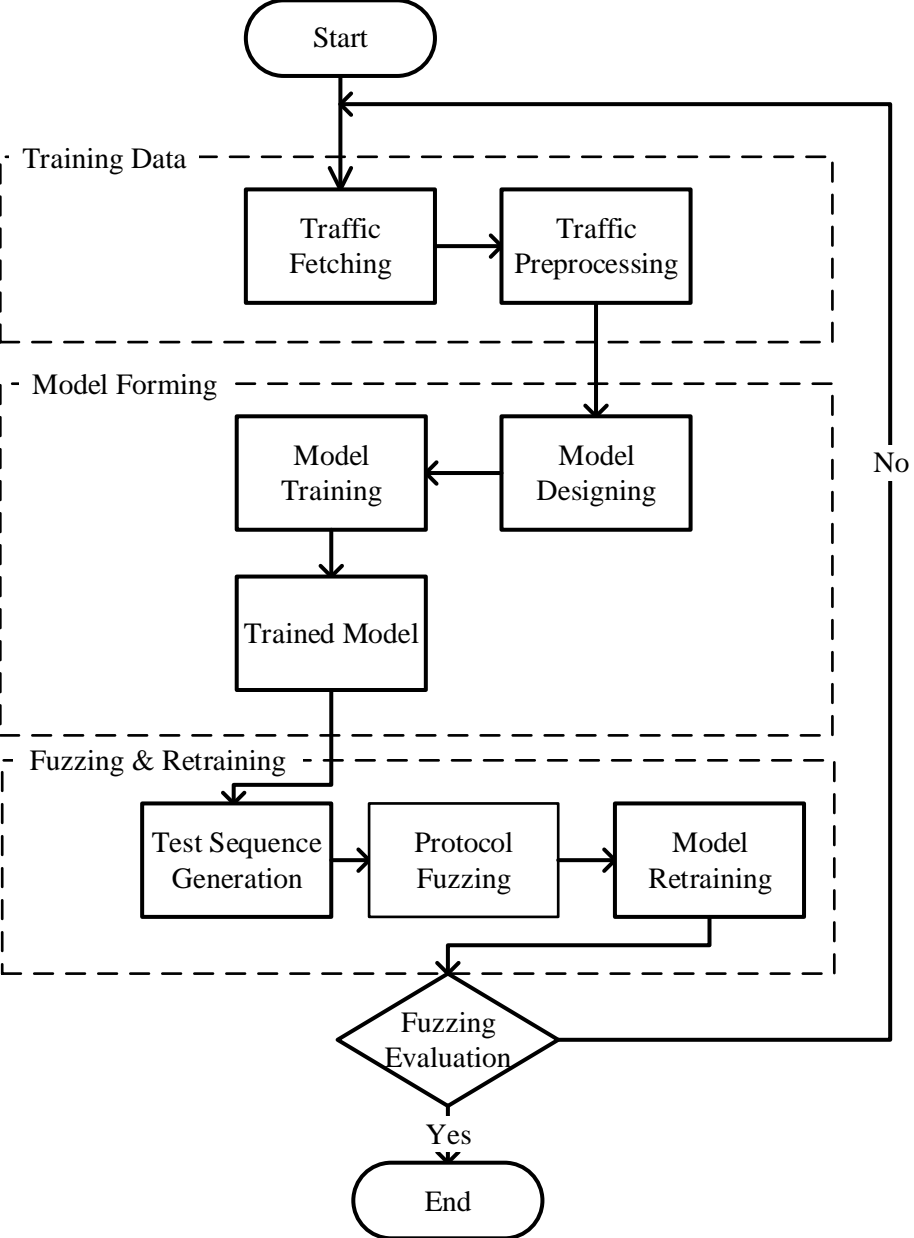 Start
Training Data
Traffic
Fetching
Traffic
Preprocessing
Model Forming
Model
Training
Model
Designing
No
Trained Model
Fuzzing & Retraining
Test Sequence
Generation
Protocol
Fuzzing
Model
Retraining
Fuzzing
Evaluation
Yes
End